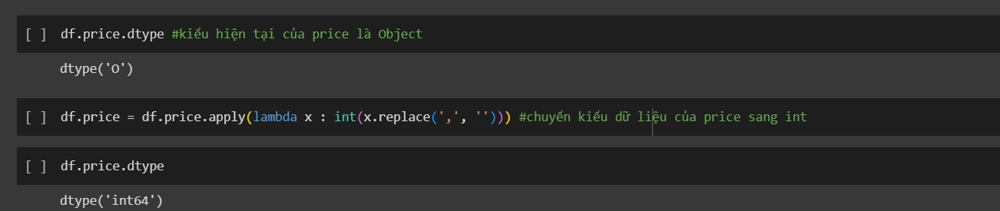 [ ] df.price.dtype #kiểu hiện tại của price là Object
dtype('O')
[ ] df.price = df.price.apply(lambda x : int(x.replace(',', ''))) #chuyển kiểu dữ liệu của price sang int
[ ] df.price.dtype
dtype('int64')